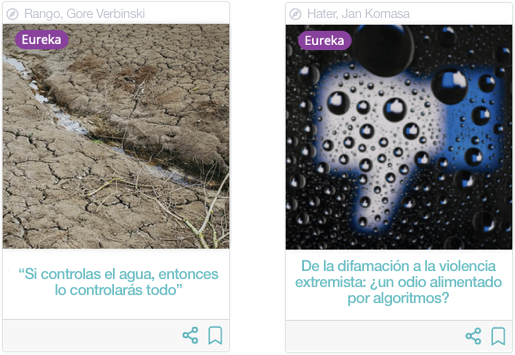 Rango, Gore Verbinski
Eureka
“Si controlas el agua, entonces
lo controlarás todo”
Hater, Jan Komasa
Eureka
De la difamación a la violencia
extremista: ¿un odio alimentado
por algoritmos?